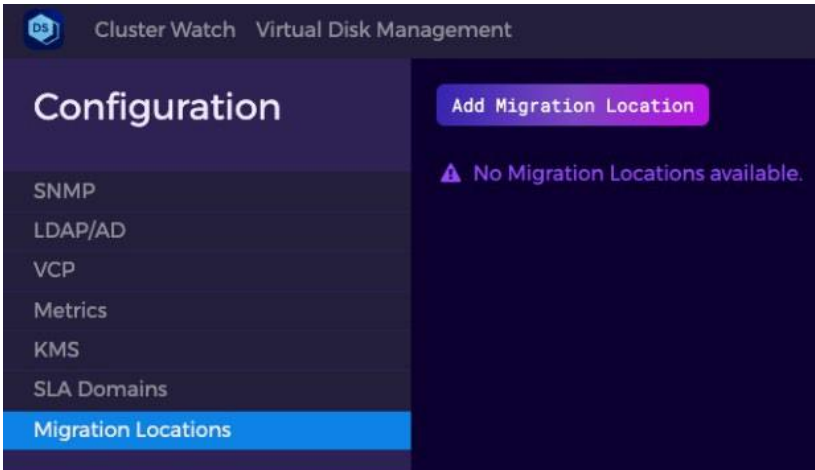 DS
Cluster Watch Virtual Disk Management
Configuration
SNMP
LDAP/AD
VCP
Metrics
KMS
SLA Domains
Migration Locations
Add Migration Location
No Migration Locations available.